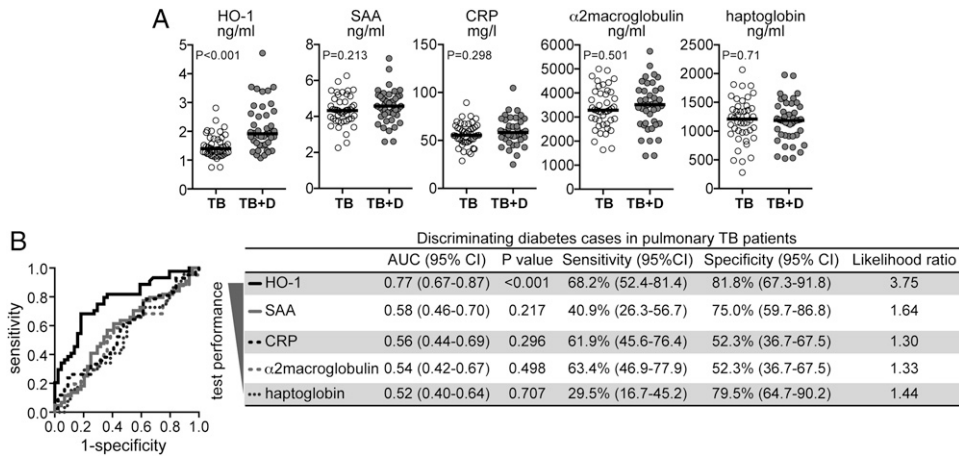 A
HO-1
ng/ml
SAA
ng/ml
CRP
mg/l
α2macroglobulin
ng/ml
haptoglobin
ng/ml
5
4
3
2
1
0
P<0.001
TB TB+D
8
6
4
2
0
P=0.213
TB TB+D
150
100
50
0
P=0.298
TB TB+D
6000
5000
4000
3000
2000
1000
0
P=0.501
TB TB+D
2500
2000
1500
1000
500
0
P=0.71
TB TB+D
B
sensitivity
1.0
0.8
0.6
0.4
0.2
0.0
0.0 0.2 0.4 0.6 0.8 1.0
1-specificity
test performance
Discriminating diabetes cases in pulmonary TB patients
AUC (95% CI) P value Sensitivity (95%CI) Specificity (95% CI) Likelihood ratio
HO-1 0.77 (0.67-0.87) <0.001 68.2% (52.4-81.4) 81.8% (67.3-91.8) 3.75
SAA 0.58 (0.46-0.70) 0.217 40.9% (26.3-56.7) 75.0% (59.7-86.8) 1.64
CRP 0.56 (0.44-0.69) 0.296 61.9% (45.6-76.4) 52.3% (36.7-67.5) 1.30
α2macroglobulin 0.54 (0.42-0.67) 0.498 63.4% (46.9-77.9) 52.3% (36.7-67.5) 1.33
haptoglobin 0.52 (0.40-0.64) 0.707 29.5% (16.7-45.2) 79.5% (64.7-90.2) 1.44